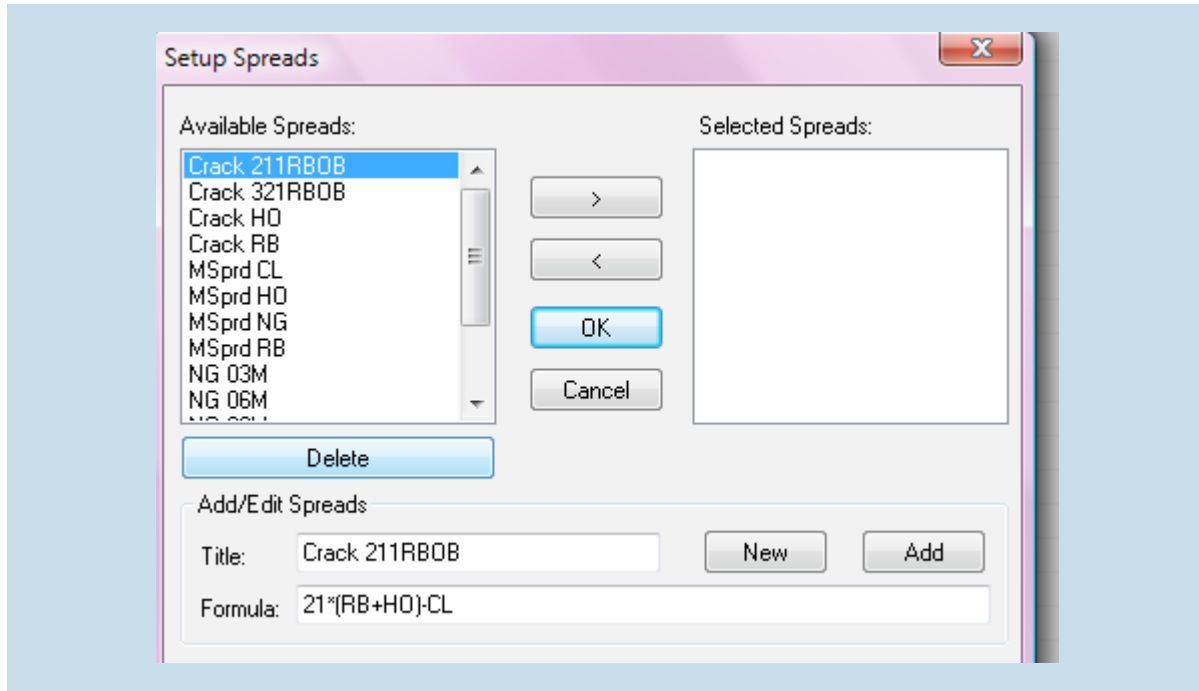 Setup Spreads
Available Spreads:
Selected Spreads:
Crack 211RBOB
Crack 321RBOB
Crack HO
Crack RB
MSprd CL
MSprd HO
MSprd NG
MSprd RB
NG 03M
NG 06M
>
<
OK
Cancel
Delete
Add/Edit Spreads
Title: Crack 211RBOB
New
Add
Formula: 21*(RB+HO)-CL